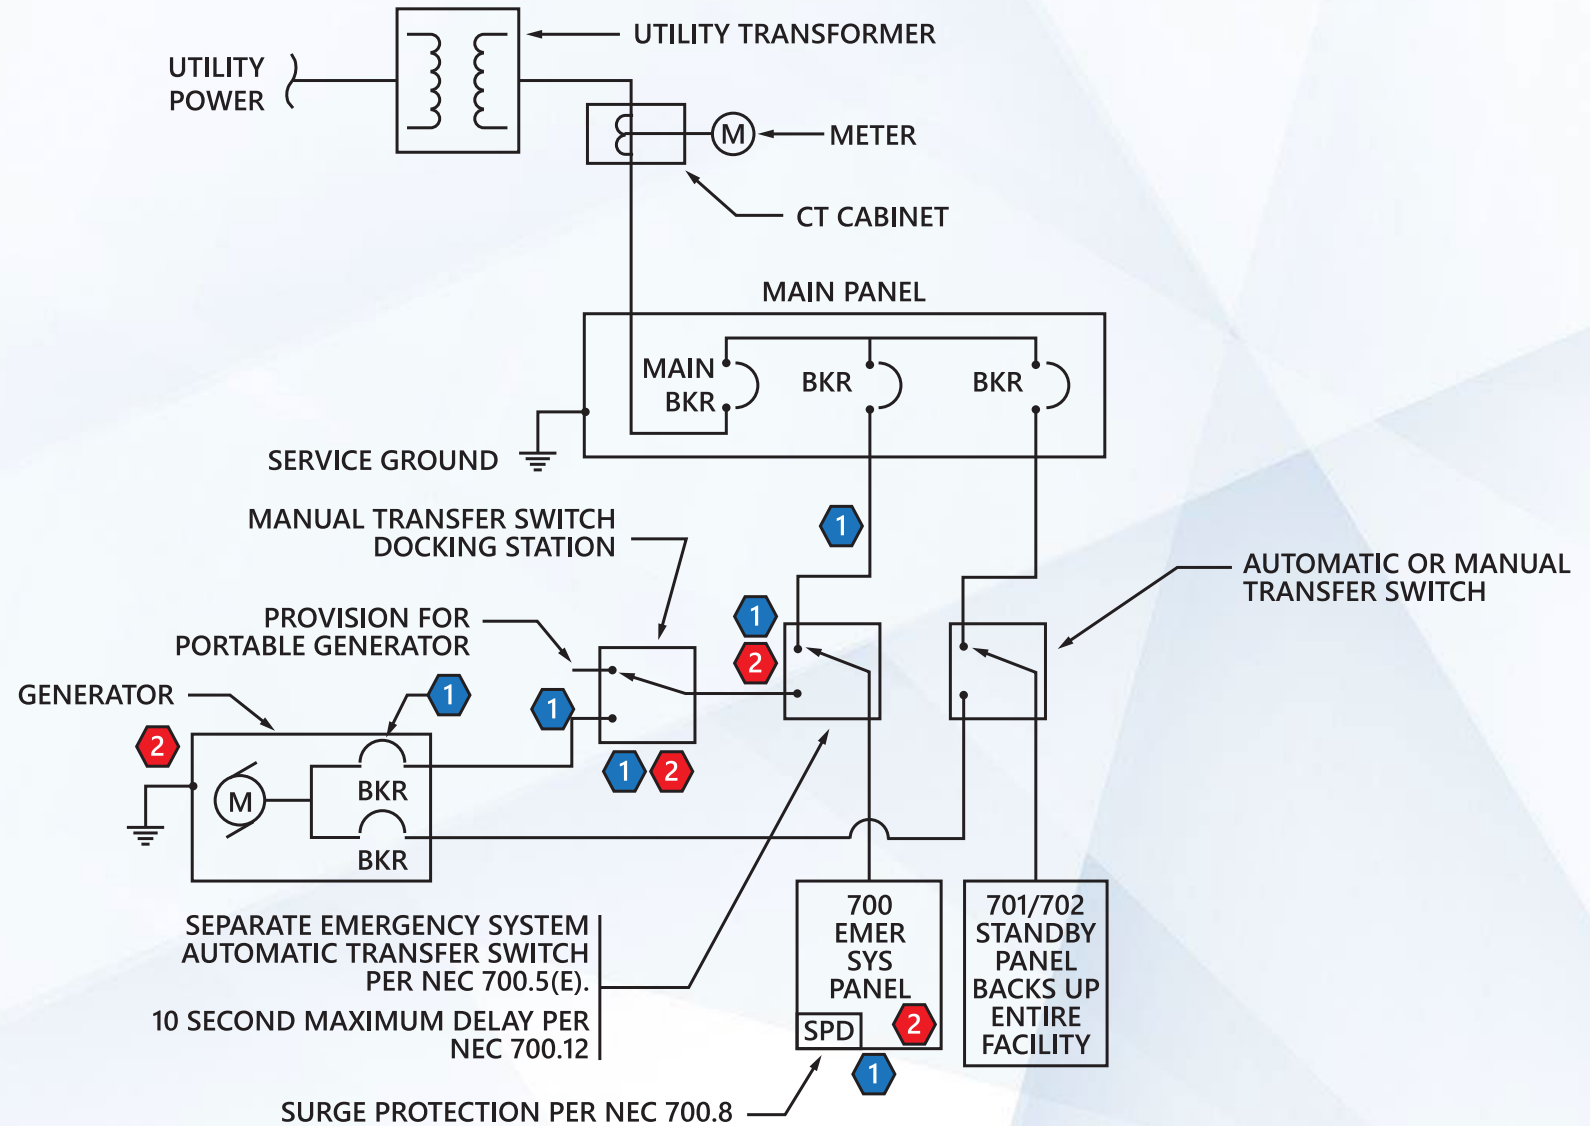 UTILITY TRANSFORMER
UTILITY
POWER
M
METER
CT CABINET
MAIN PANEL
MAIN
BKR
BKR
BKR
SERVICE GROUND
MANUAL TRANSFER SWITCH
DOCKING STATION
1
AUTOMATIC OR MANUAL
TRANSFER SWITCH
PROVISION FOR
PORTABLE GENERATOR
1
2
GENERATOR
1
1
2
M
BKR
BKR
1
2
SEPARATE EMERGENCY SYSTEM
AUTOMATIC TRANSFER SWITCH
PER NEC 700.5(E).
10 SECOND MAXIMUM DELAY PER
NEC 700.12
700
EMER
SYS
PANEL
SPD
2
1
701/702
STANDBY
PANEL
BACKS UP
ENTIRE
FACILITY
SURGE PROTECTION PER NEC 700.8